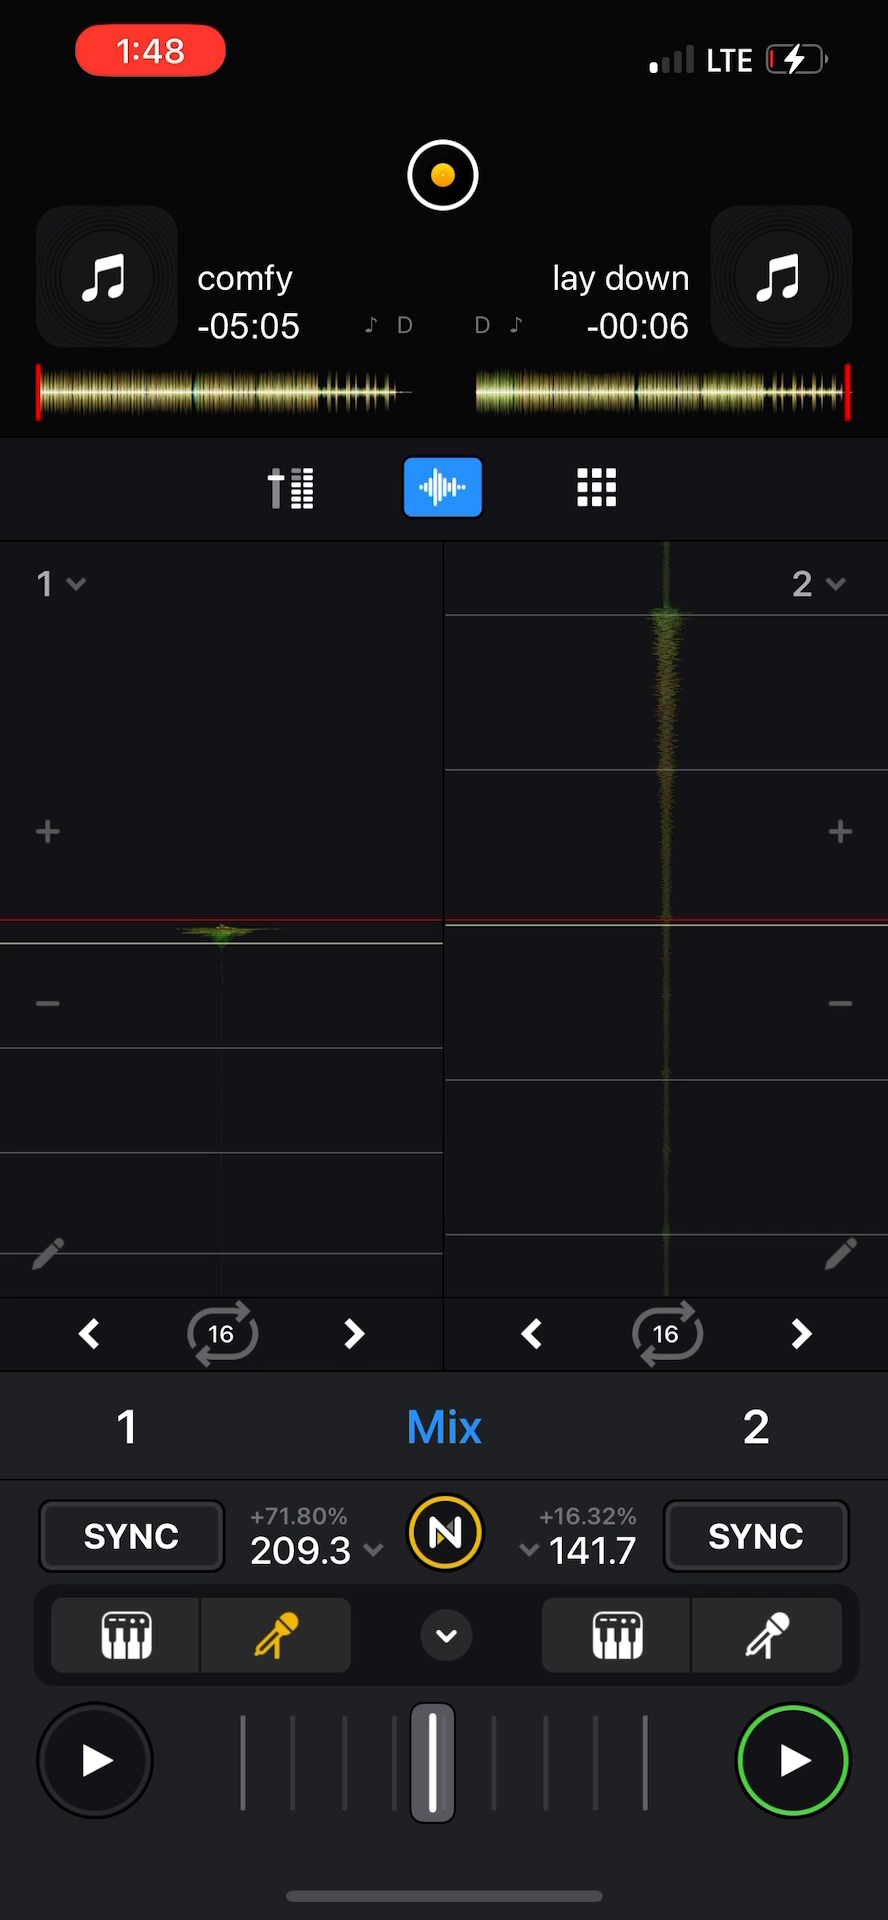 1:48
LTE
comfy
lay down
-05:05
♪ D
D ♪
-00:06
1
2
+
+
−
−
16
16
1
Mix
2
SYNC
+71.80%
209.3
N
+16.32%
141.7
SYNC